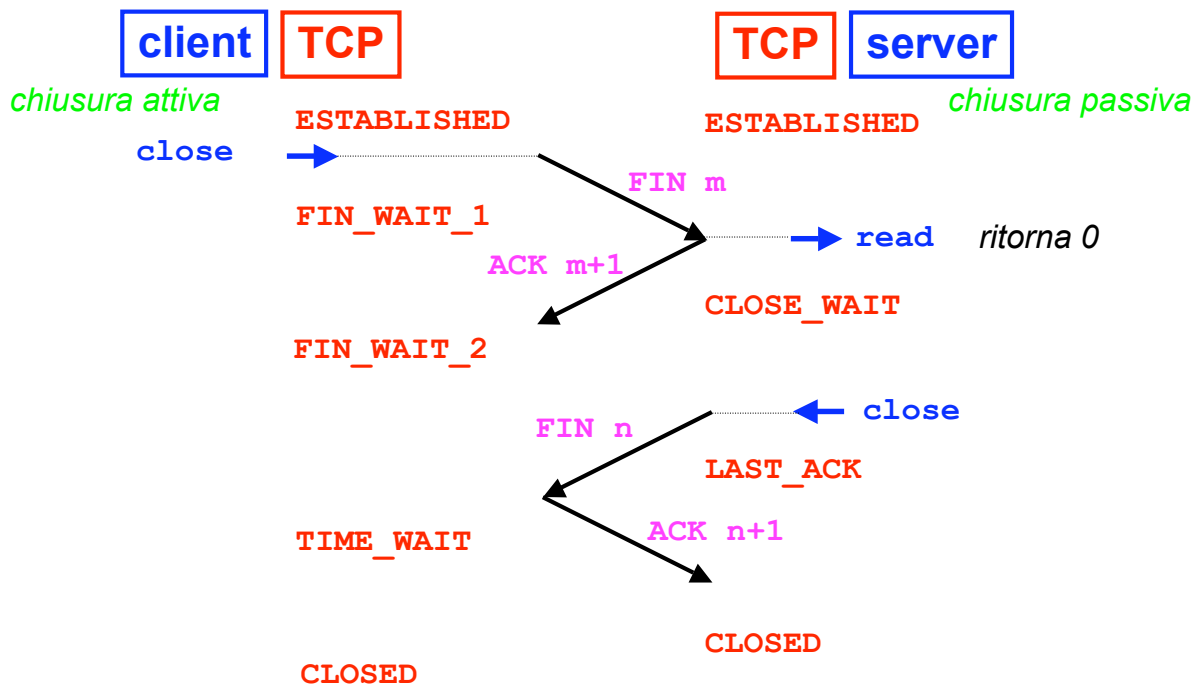 client TCP TCP server
chiusura attiva chiusura passiva
ESTABLISHED ESTABLISHED
close
FIN m
FIN_WAIT_1
read ritorna 0
ACK m+1
CLOSE_WAIT
FIN_WAIT_2
close
FIN n
LAST_ACK
ACK n+1
TIME_WAIT
CLOSED
CLOSED